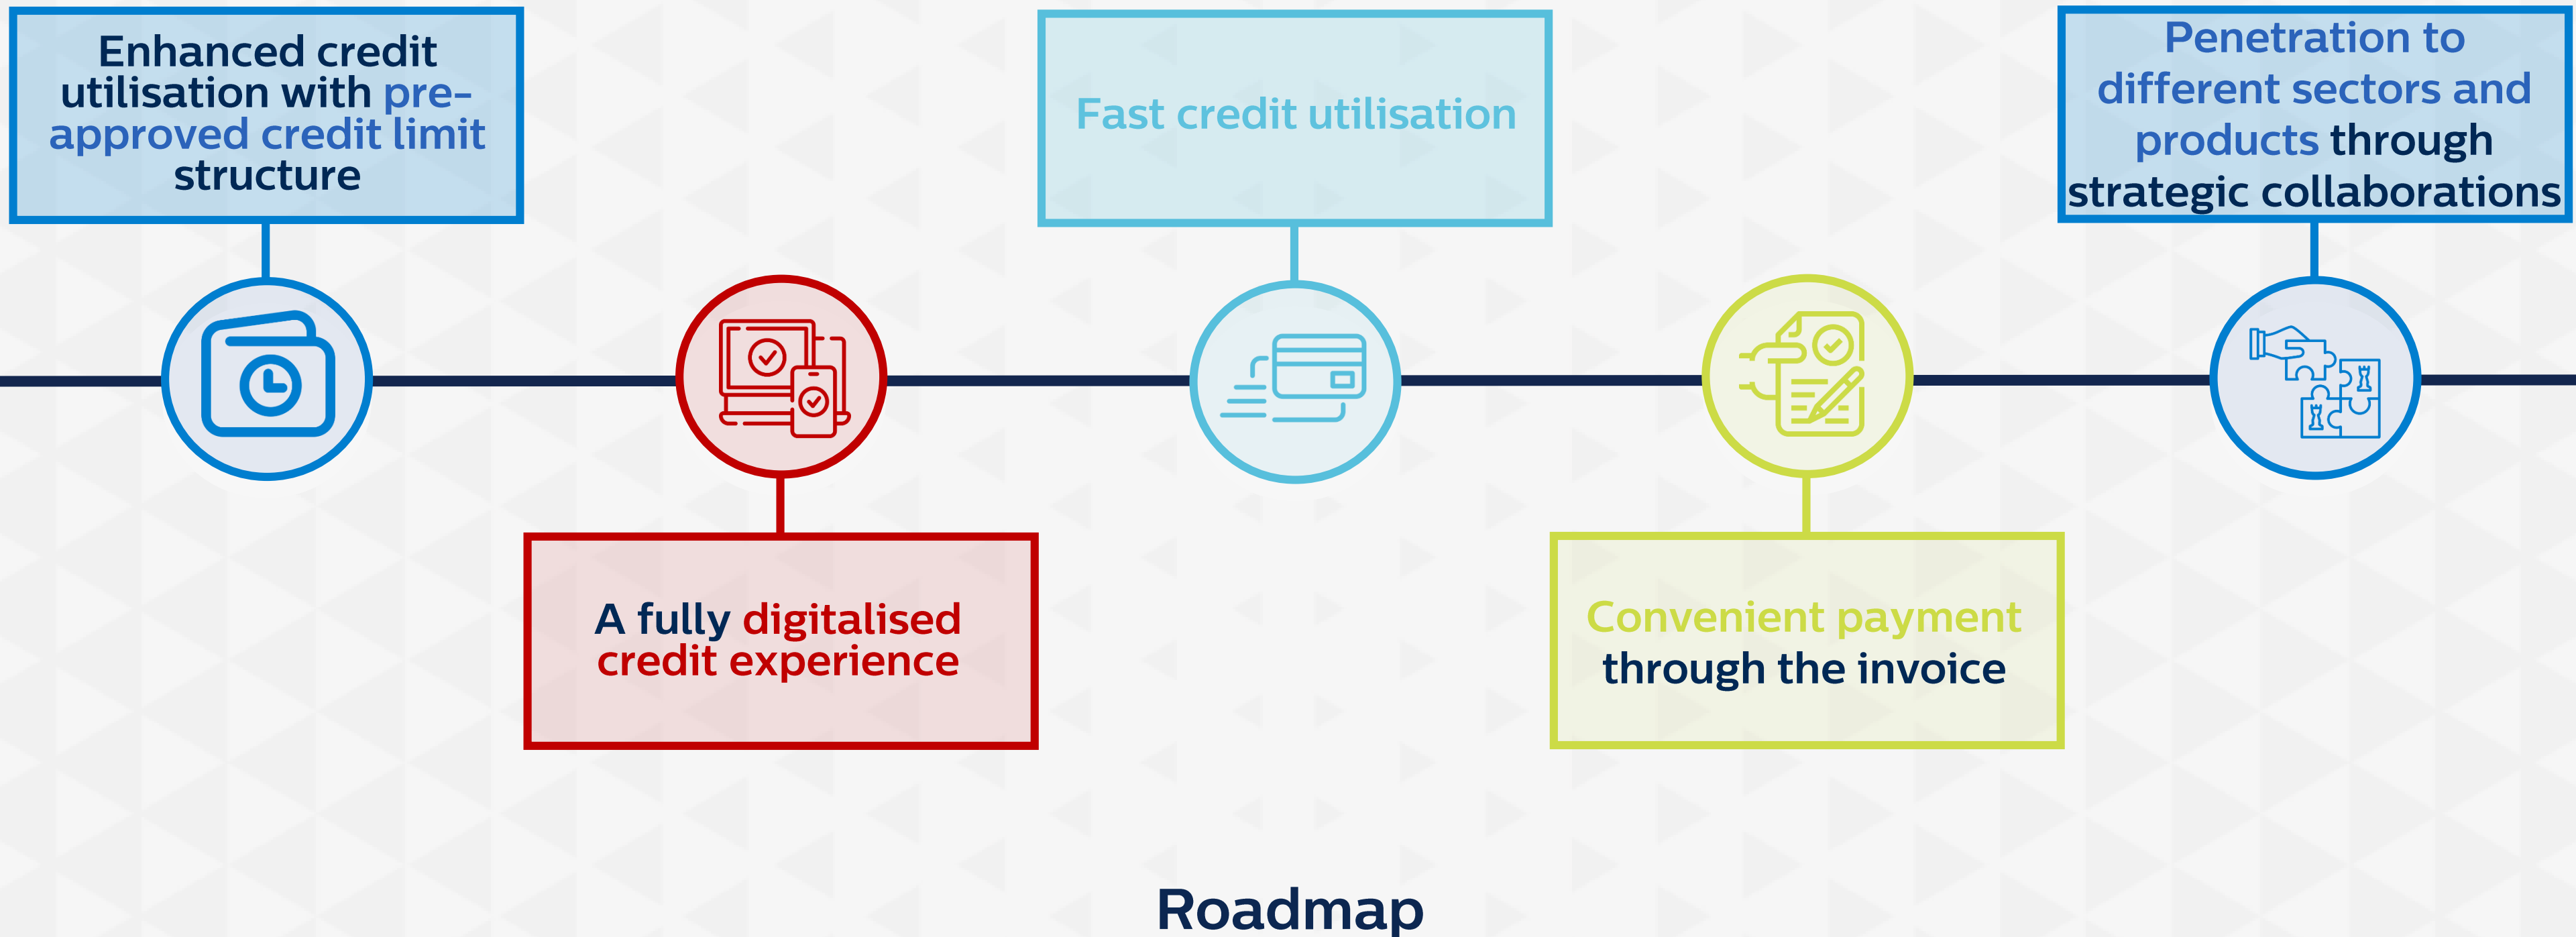 Enhanced credit
utilisation with pre-
approved credit limit
structure
A fully digitalised
credit experience
Fast credit utilisation
Convenient payment
through the invoice
Penetration to
different sectors and
products through
strategic collaborations
Roadmap